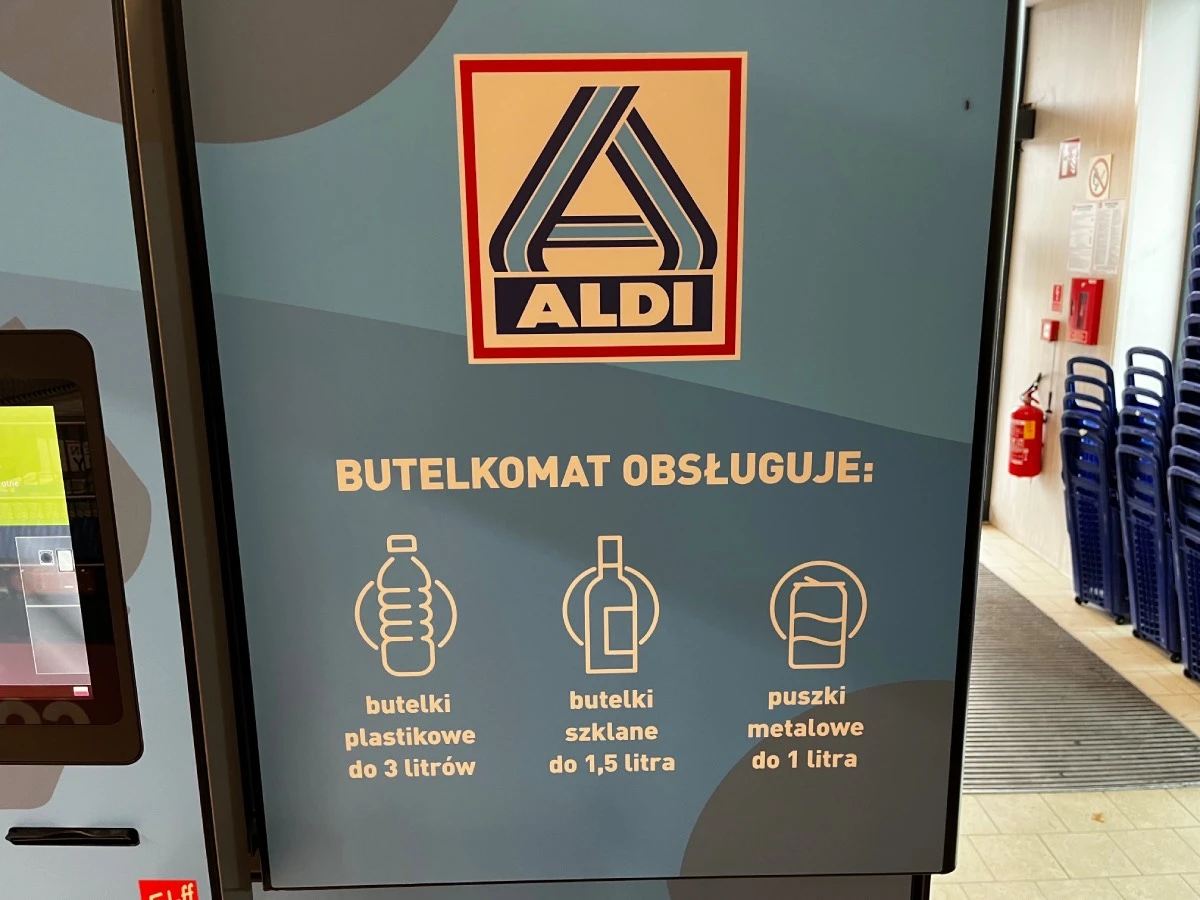 ALDI
BUTELKOMAT OBSŁUGUJE:
butelki
plastikowe
do 3 litrów
butelki
szklane
do 1,5 litra
puszki
metalowe
do 1 litra